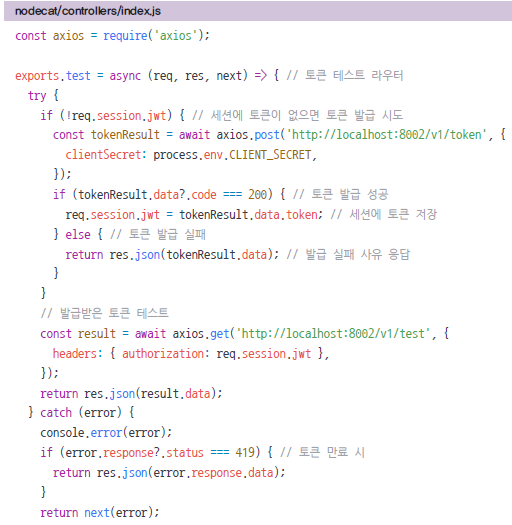 nodecat/controllers/index.js
const axios = require('axios');
exports.test = async (req, res, next) => { // 토큰 테스트 라우터
  try {
    if (!req.session.jwt) { // 세션에 토큰이 없으면 토큰 발급 시도
      const tokenResult = await axios.post('http://localhost:8002/v1/token', {
        clientSecret: process.env.CLIENT_SECRET,
      });
      if (tokenResult.data?.code === 200) { // 토큰 발급 성공
        req.session.jwt = tokenResult.data.token; // 세션에 토큰 저장
      } else { // 토큰 발급 실패
        return res.json(tokenResult.data); // 발급 실패 사유 응답
      }
    }
    // 발급받은 토큰 테스트
    const result = await axios.get('http://localhost:8002/v1/test', {
      headers: { authorization: req.session.jwt },
    });
    return res.json(result.data);
  } catch (error) {
    console.error(error);
    if (error.response?.status === 419) { // 토큰 만료 시
      return res.json(error.response.data);
    }
    return next(error);